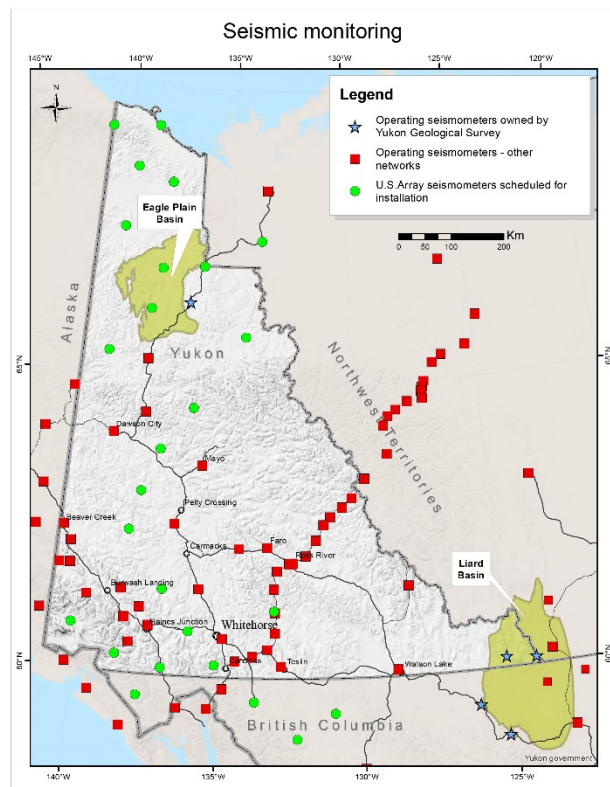 Seismic monitoring
145°W
140°W
135°W
130°W
125°W
120°W
N
Legend
Operating seismometers owned by
Yukon Geological Survey
Operating seismometers - other
networks
U.S.Array seismometers scheduled for
installation
Km
0 50 100 200
Eagle Plain
Basin
Alaska
Yukon
65°N
65°N
Northwest Territories
Dawson City
Mayo
Pelly Crossing
Beaver Creek
Carmacks
Faro
Ross River
Liard
Basin
Burwash Landing
Haines Junction
Whitehorse
Carcross
Teslin
Watson Lake
60°N
60°N
British Columbia
Yukon government
140°W
135°W
130°W
125°W